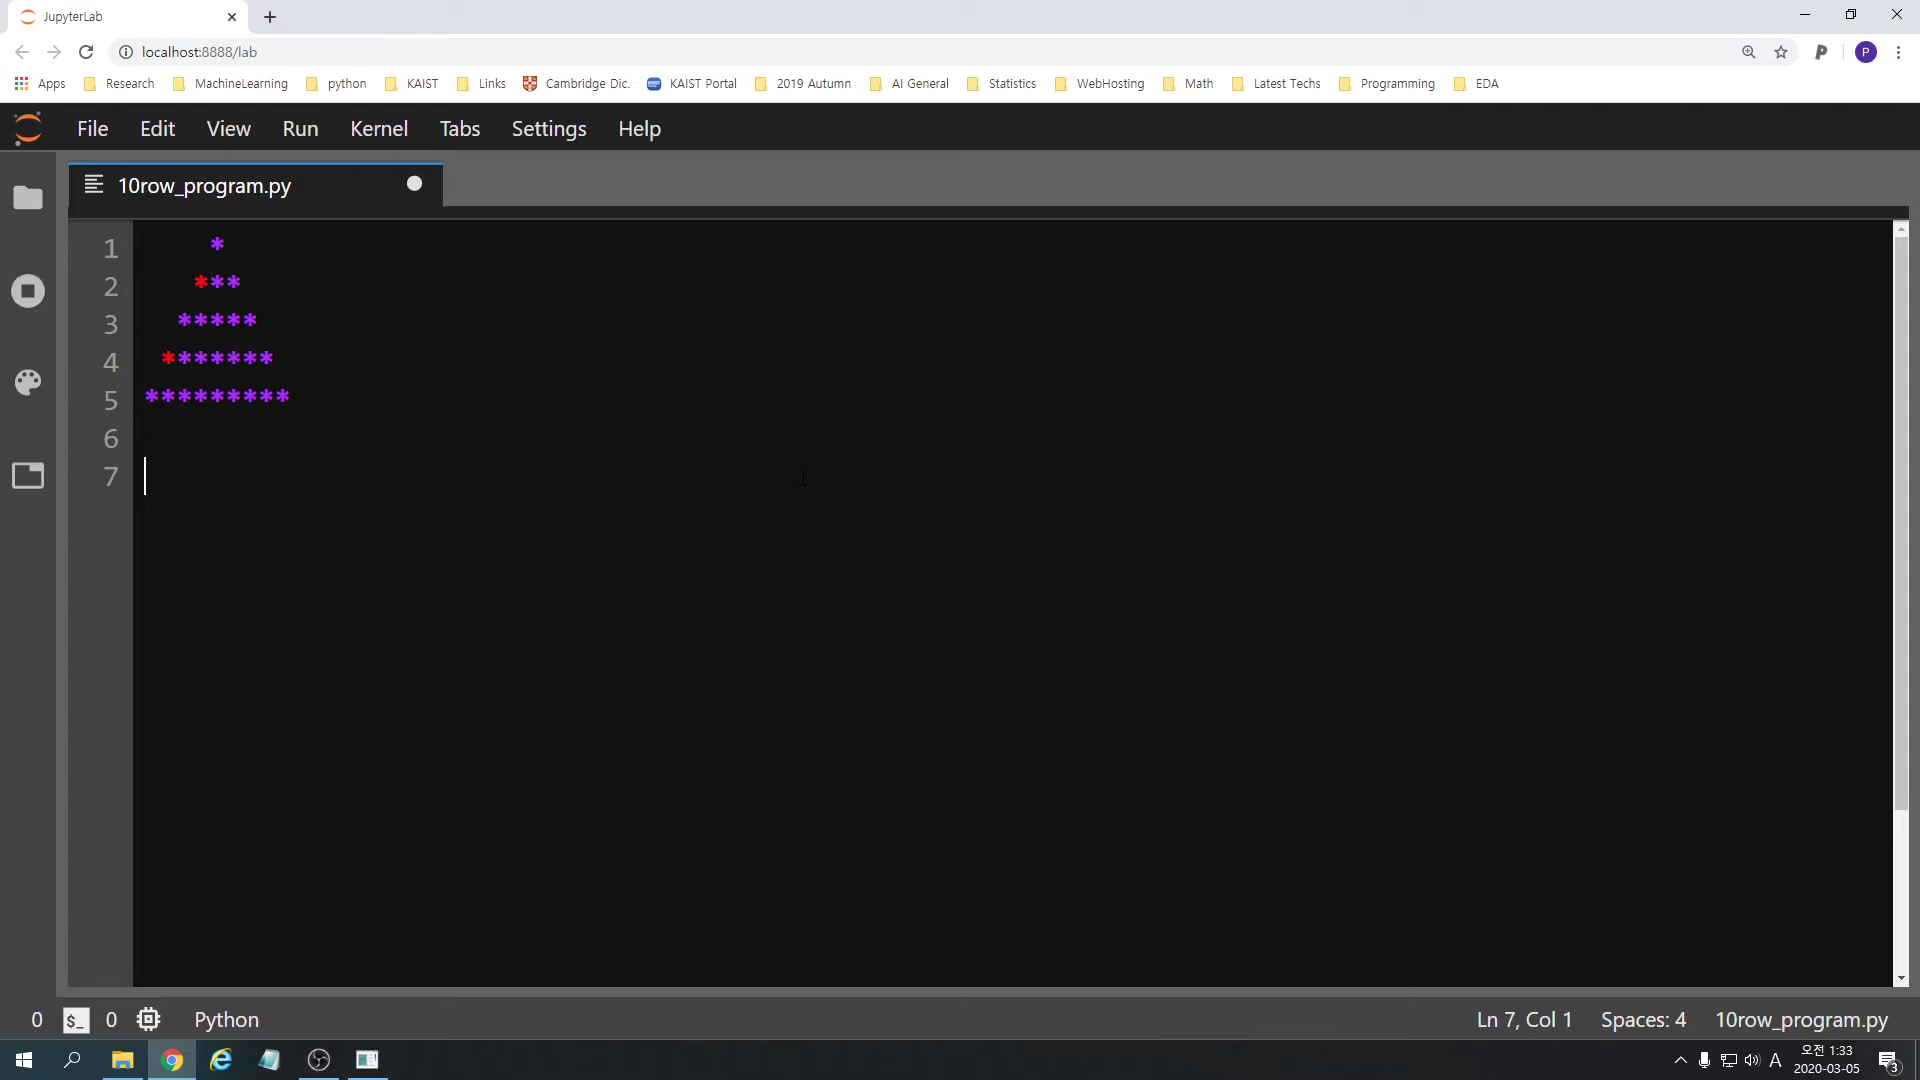 JupyterLab
localhost:8888/lab
Apps Research MachineLearning python KAIST Links Cambridge Dic. KAIST Portal 2019 Autumn AI General Statistics WebHosting Math Latest Techs Programming EDA
File Edit View Run Kernel Tabs Settings Help
10row_program.py
1     *
2    ***
3   *****
4  *******
5 *********
6
7
0 $_ 0 Python Ln 7, Col 1 Spaces: 4 10row_program.py
A 오전 1:33
2020-03-05 3